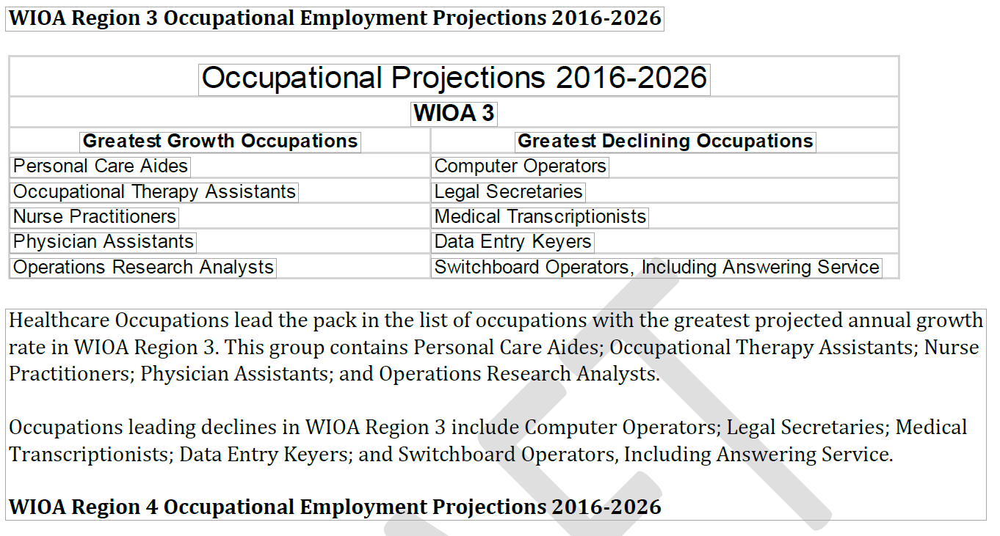 WIOA Region 3 Occupational Employment Projections 2016-2026
Occupational Projections 2016-2026
WIOA 3
Greatest Growth Occupations Greatest Declining Occupations
Personal Care Aides Computer Operators
Occupational Therapy Assistants Legal Secretaries
Nurse Practitioners Medical Transcriptionists
Physician Assistants Data Entry Keyers
Operations Research Analysts Switchboard Operators, Including Answering Service
Healthcare Occupations lead the pack in the list of occupations with the greatest projected annual growth
rate in WIOA Region 3. This group contains Personal Care Aides; Occupational Therapy Assistants; Nurse
Practitioners; Physician Assistants; and Operations Research Analysts.
Occupations leading declines in WIOA Region 3 include Computer Operators; Legal Secretaries; Medical
Transcriptionists; Data Entry Keyers; and Switchboard Operators, Including Answering Service.
WIOA Region 4 Occupational Employment Projections 2016-2026